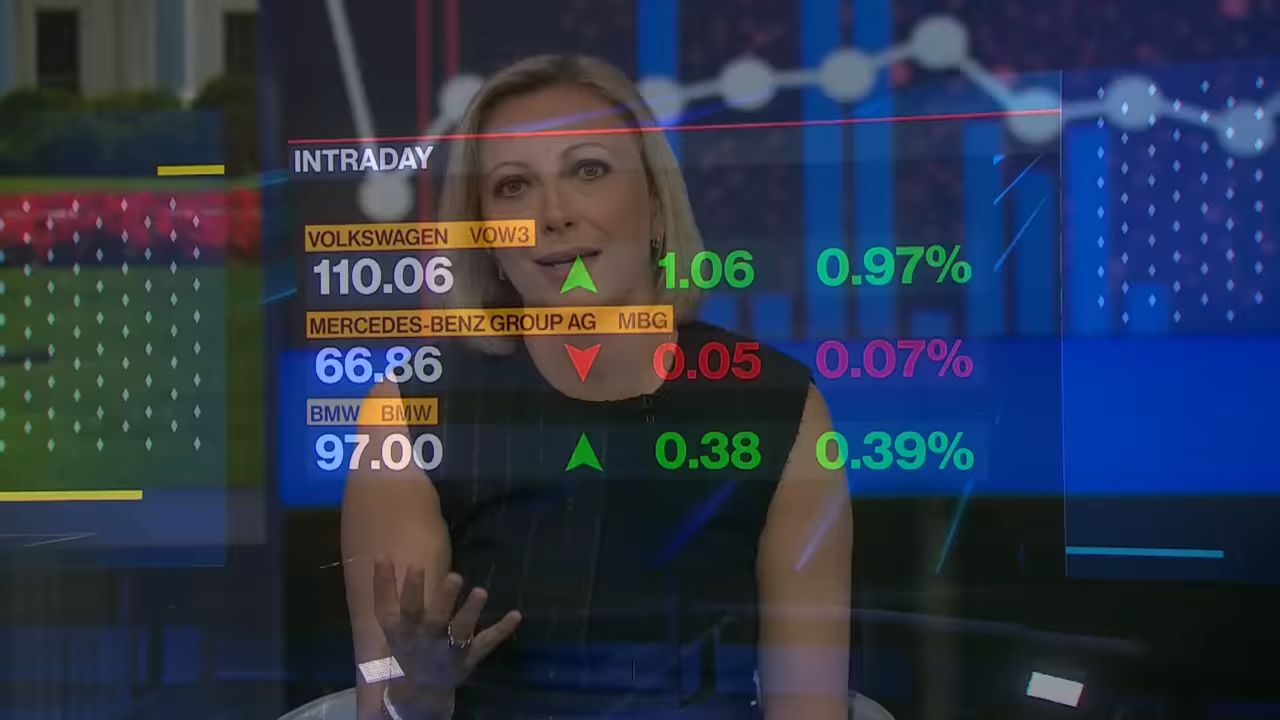 INTRADAY
VOLKSWAGEN VOW3
110.06 1.06 0.97%
MERCEDES-BENZ GROUP AG MBG
66.86 0.05 0.07%
BMW BMW
97.00 0.38 0.39%